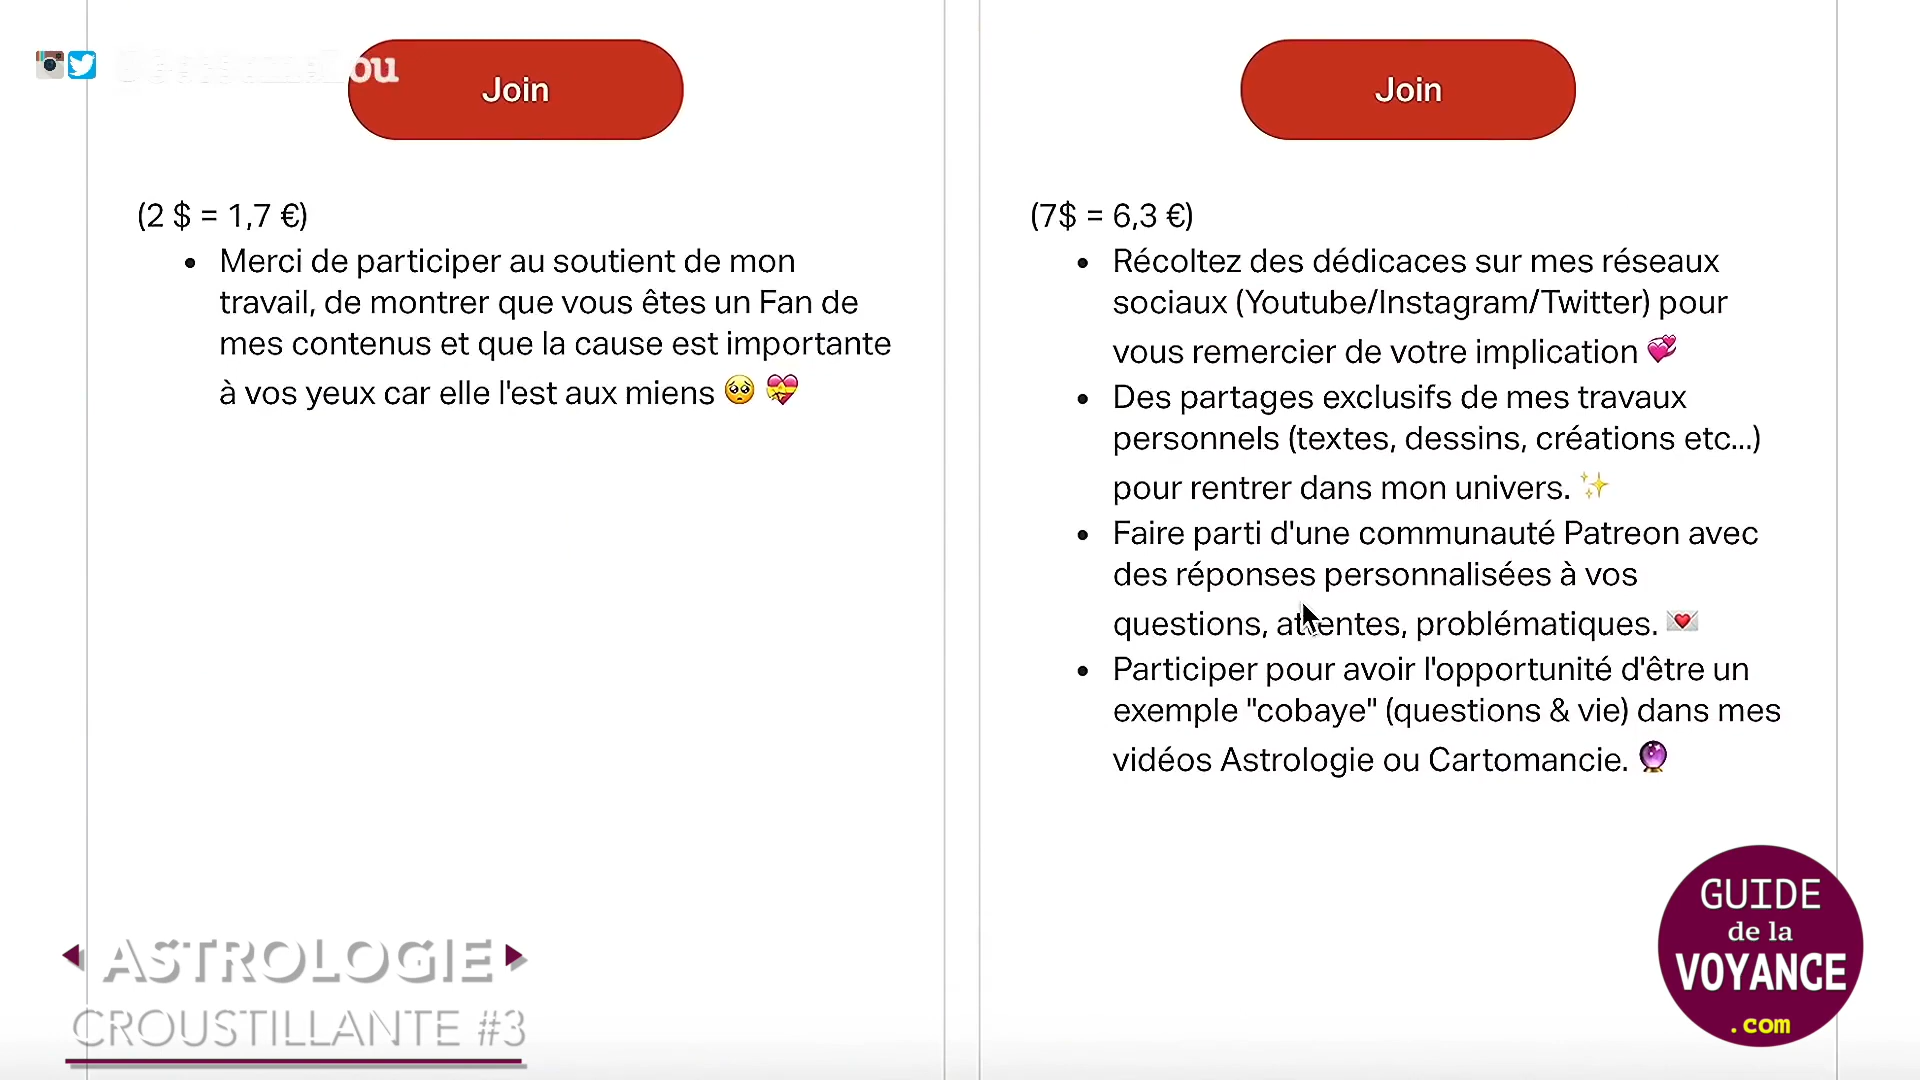 Join
(2 $ = 1,7 €)
• Merci de participer au soutient de mon
travail, de montrer que vous êtes un Fan de
mes contenus et que la cause est importante
à vos yeux car elle l'est aux miens 🥺 💝
Join
(7$ = 6,3 €)
• Récoltez des dédicaces sur mes réseaux
sociaux (Youtube/Instagram/Twitter) pour
vous remercier de votre implication 💞
• Des partages exclusifs de mes travaux
personnels (textes, dessins, créations etc...)
pour rentrer dans mon univers. ✨
• Faire parti d'une communauté Patreon avec
des réponses personnalisées à vos
questions, attentes, problématiques. 💌
• Participer pour avoir l'opportunité d'être un
exemple "cobaye" (questions & vie) dans mes
vidéos Astrologie ou Cartomancie. 🔮
ASTROLOGIE
CROUSTILLANTE #3
GUIDE
de la
VOYANCE
.com